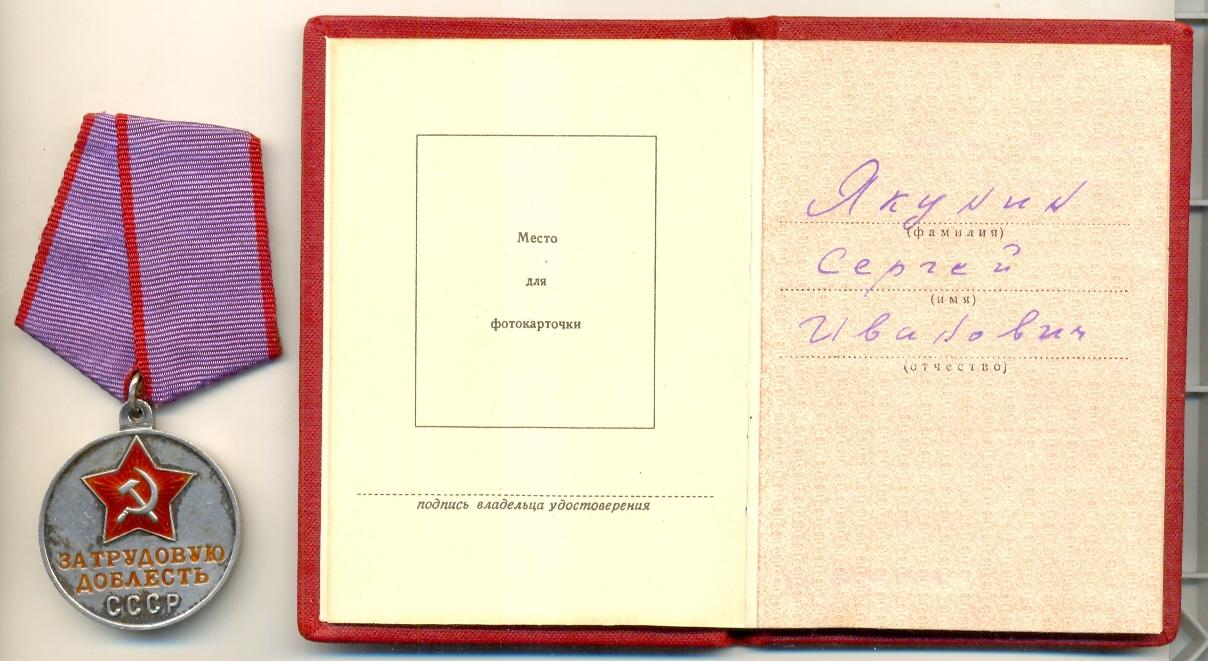 ЗА ТРУДОВУЮ
ДОБЛЕСТЬ
СССР
Место
для
фотокарточки
подпись владельца удостоверения
Якунин
(фамилия)
Сергей
(имя)
Иванович
(отчество)